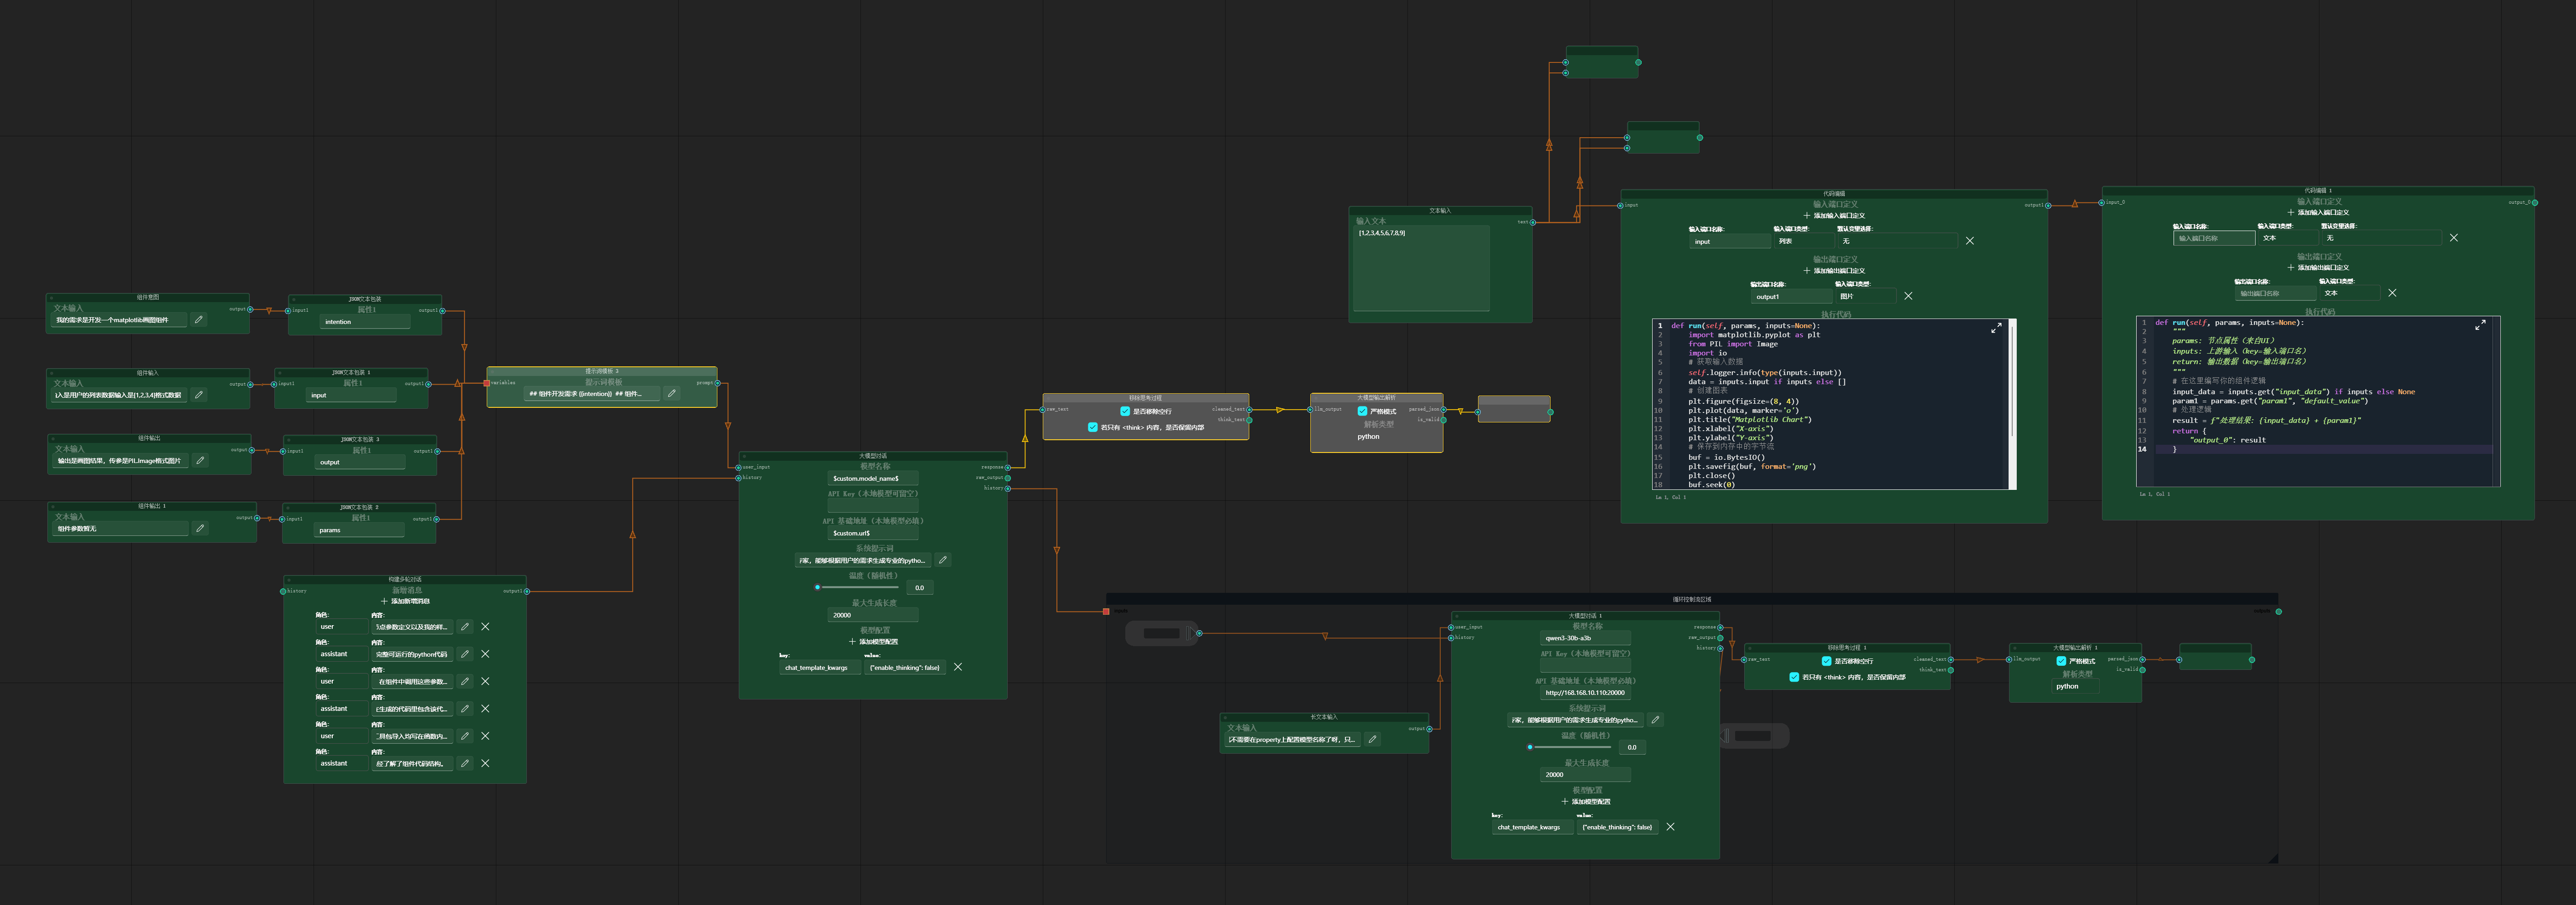 组件意图
文本输入
output
我的需求是开发一个matplotlib画图组件
JSON文本包装
input1
属性1
output1
intention
组件输入
文本输入
output
入是用户的列表数据输入是[1,2,3,4]格式数据
JSON文本包装 1
input1
属性1
output1
input
组件输出
文本输入
output
输出是画图结果，传参是PIL.Image格式图片
JSON文本包装 3
input1
属性1
output1
output
组件输出 1
文本输入
output
组件参数暂无
JSON文本包装 2
input1
属性1
output1
params
提示词模板 3
variables
提示词模板
prompt
## 组件开发需求 {{intention}} ## 组件...
构建多轮对话
history
新增消息
output1
添加新增消息
角色:
内容:
user
角色:
内容:
assistant
完整可运行的python代码
角色:
内容:
user
在组件中调用这些参数...
角色:
内容:
assistant
生成的代码里包含该代...
角色:
内容:
user
具包导入均写在函数内...
角色:
内容:
assistant
经了解了组件代码结构。
大模型对话
user_input
模型名称
response
history
$custom.model_name$
raw_output
history
API Key（本地模型可留空）
API 基础地址（本地模型必填）
$custom.url$
系统提示词
家，能够根据用户的需求生成专业的pytho...
温度（随机性）
0.0
最大生成长度
20000
模型配置
添加模型配置
key:
value:
chat_template_kwargs
{"enable_thinking": false}
移除思考过程
raw_text
是否移除空行
cleaned_text
think_text
若只有 <think> 内容，是否保留内部
大模型输出解析
llm_output
严格模式
parsed_json
is_valid
解析类型
python
文本输入
输入文本
text
[1,2,3,4,5,6,7,8,9]
代码编辑
input
输入端口定义
output1
添加输入端口定义
输入端口名称:
输入端口类型:
默认变量选择:
input
列表
无
输出端口定义
添加输出端口定义
输出端口名称:
输入端口类型:
output1
图片
执行代码
1 def run(self, params, inputs=None):
2 import matplotlib.pyplot as plt
3 from PIL import Image
4 import io
5 # 获取输入数据
6 self.logger.info(type(inputs.input))
7 data = inputs.input if inputs else []
8 # 创建图表
9 plt.figure(figsize=(8, 4))
10 plt.plot(data, marker='o')
11 plt.title("Matplotlib Chart")
12 plt.xlabel("X-axis")
13 plt.ylabel("Y-axis")
14 # 保存到内存中的字节流
15 buf = io.BytesIO()
16 plt.savefig(buf, format='png')
17 plt.close()
18 buf.seek(0)
Ln 1, Col 1
代码编辑 1
input_0
输入端口定义
output_0
添加输入端口定义
输入端口名称:
输入端口类型:
默认变量选择:
输入端口名称
文本
无
输出端口定义
添加输出端口定义
输出端口名称:
输入端口类型:
输出端口名称
文本
执行代码
1 def run(self, params, inputs=None):
2 """
3 params: 节点属性（来自UI）
4 inputs: 上游输入（key=输入端口名）
5 return: 输出数据（key=输出端口名）
6 """
7 # 在这里编写你的组件逻辑
8 input_data = inputs.get("input_data") if inputs else None
9 param1 = params.get("param1", "default_value")
10 # 处理逻辑
11 result = f"处理结果: {input_data} + {param1}"
12 return {
13 "output_0": result
14 }
Ln 1, Col 1
循环控制流区域
inputs
outputs
长文本输入
文本输入
output
不需要在property上配置模型名称了呀，只...
大模型对话 1
user_input
模型名称
response
history
qwen3-30b-a3b
raw_output
history
API Key（本地模型可留空）
API 基础地址（本地模型必填）
http://168.168.10.110:20000
系统提示词
家，能够根据用户的需求生成专业的pytho...
温度（随机性）
0.0
最大生成长度
20000
模型配置
添加模型配置
key:
value:
chat_template_kwargs
{"enable_thinking": false}
移除思考过程 1
raw_text
是否移除空行
cleaned_text
think_text
若只有 <think> 内容，是否保留内部
大模型输出解析 1
llm_output
严格模式
parsed_json
is_valid
解析类型
python